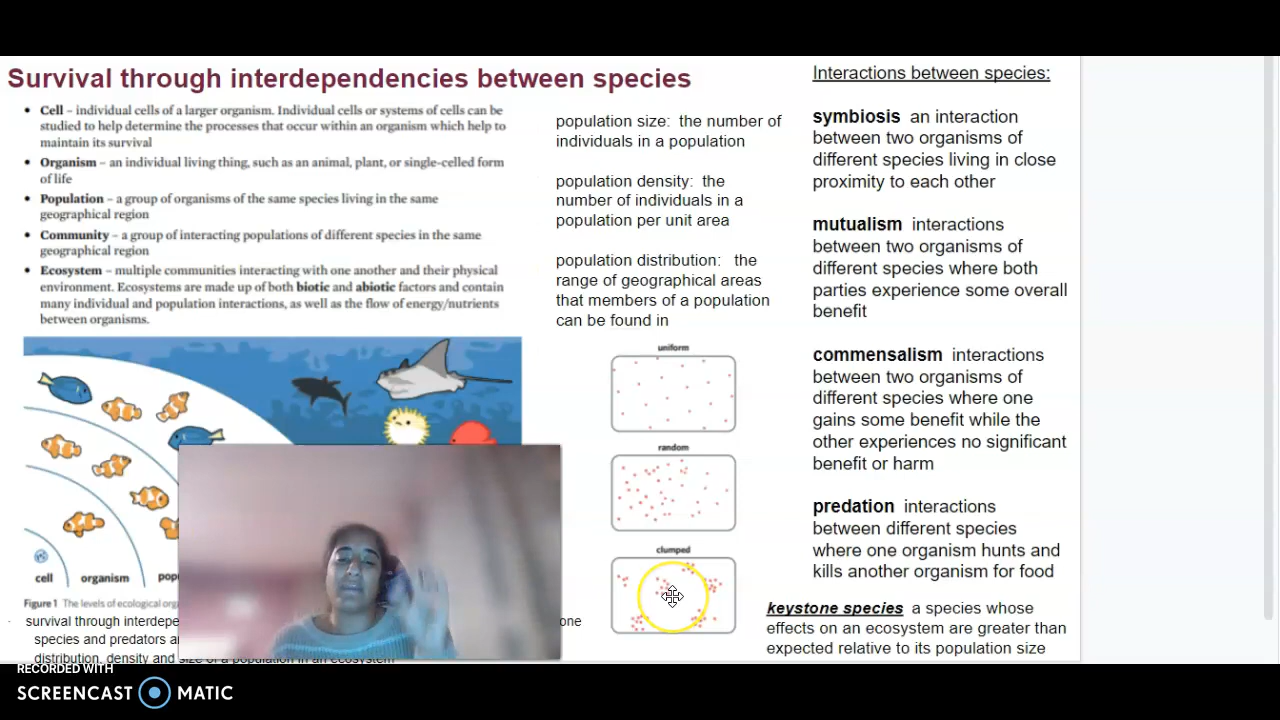 Survival through interdependencies between species
• Cell – individual cells of a larger organism. Individual cells or systems of cells can be
studied to help determine the processes that occur within an organism which help to
maintain its survival
• Organism – an individual living thing, such as an animal, plant, or single-celled form
of life
• Population – a group of organisms of the same species living in the same
geographical region
• Community – a group of interacting populations of different species in the same
geographical region
• Ecosystem – multiple communities interacting with one another and their physical
environment. Ecosystems are made up of both biotic and abiotic factors and contain
many individual and population interactions, as well as the flow of energy/nutrients
between organisms.
cell organism pop
Figure 1 The levels of ecological org
survival through interdepe one
species and predators a
distribution, density and size of a population in an ecosystem
population size: the number of
individuals in a population
population density: the
number of individuals in a
population per unit area
population distribution: the
range of geographical areas
that members of a population
can be found in
uniform
random
clumped
Interactions between species:
symbiosis an interaction
between two organisms of
different species living in close
proximity to each other
mutualism interactions
between two organisms of
different species where both
parties experience some overall
benefit
commensalism interactions
between two organisms of
different species where one
gains some benefit while the
other experiences no significant
benefit or harm
predation interactions
between different species
where one organism hunts and
kills another organism for food
keystone species a species whose
effects on an ecosystem are greater than
expected relative to its population size
RECORDED WITH
SCREENCAST MATIC